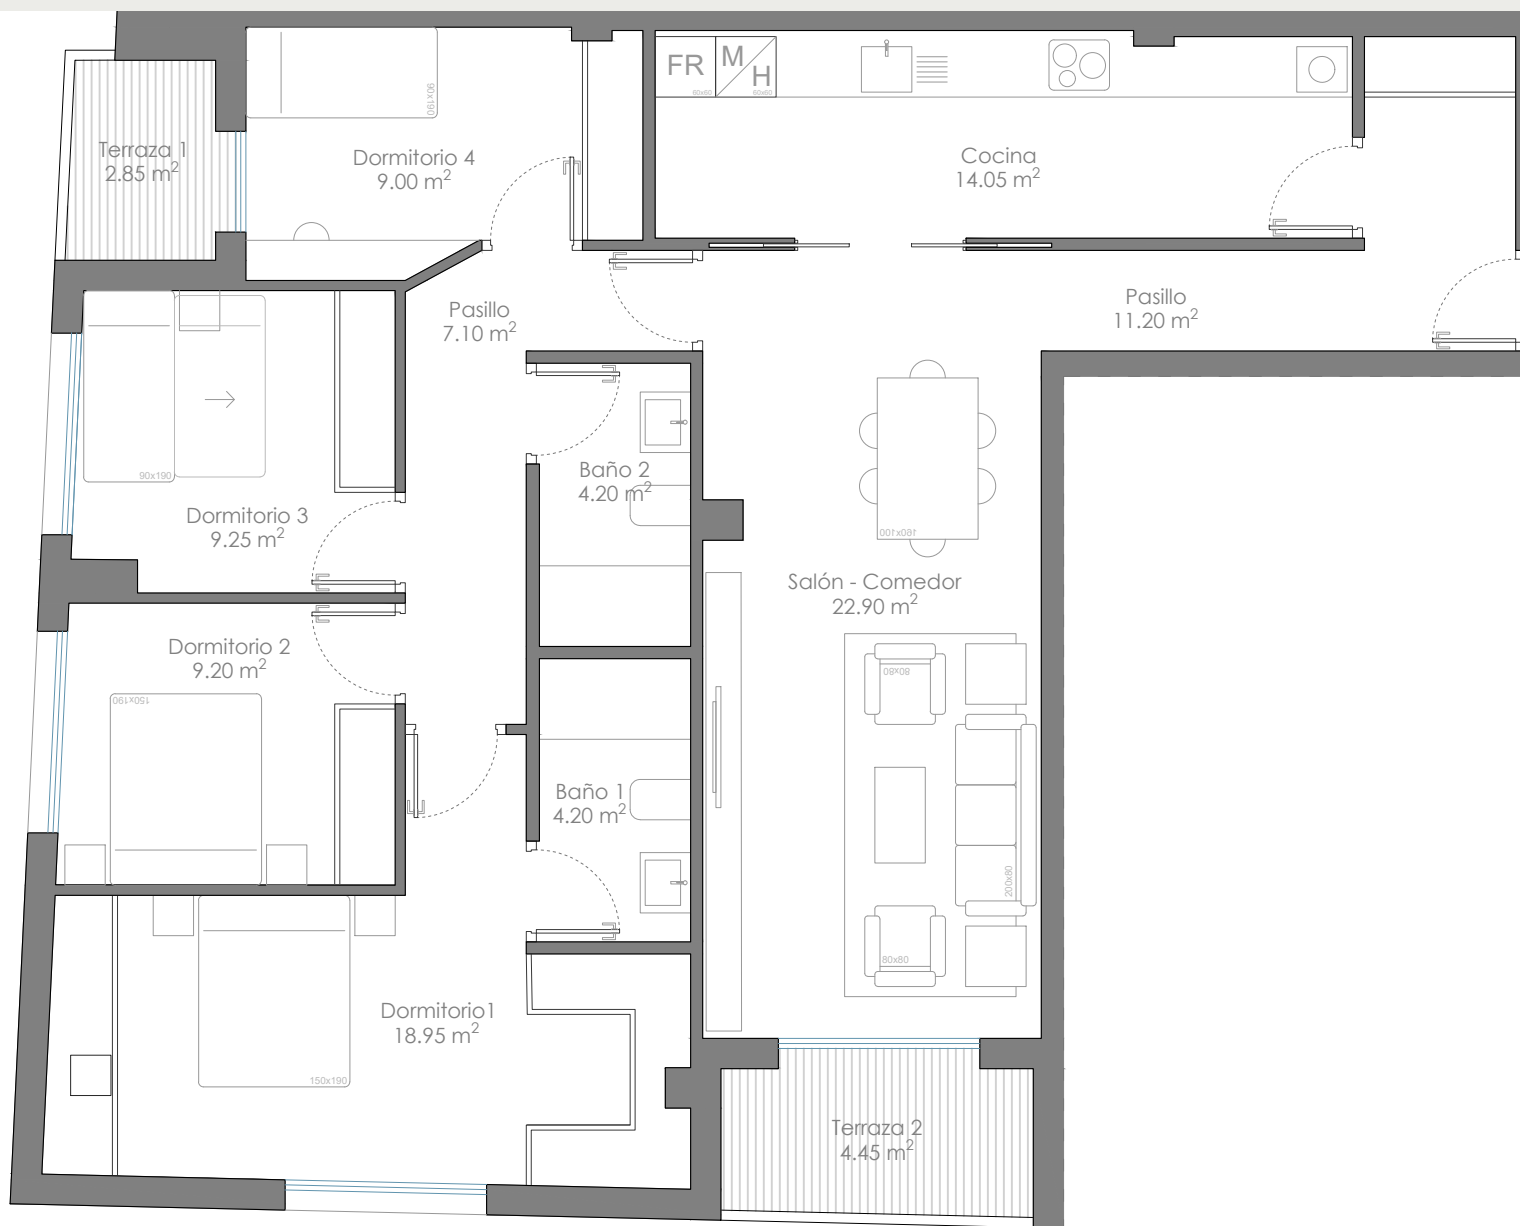 FR
M
H
60x60
60x60
90x190
Terraza 1
2.85 m²
Dormitorio 4
9.00 m²
Cocina
14.05 m²
Pasillo
7.10 m²
Pasillo
11.20 m²
90x190
Dormitorio 3
9.25 m²
Baño 2
4.20 m²
160x100
Salón - Comedor
22.90 m²
Dormitorio 2
9.20 m²
150x190
80x80
Baño 1
4.20 m²
200x80
80x80
Dormitorio1
18.95 m²
150x190
Terraza 2
4.45 m²